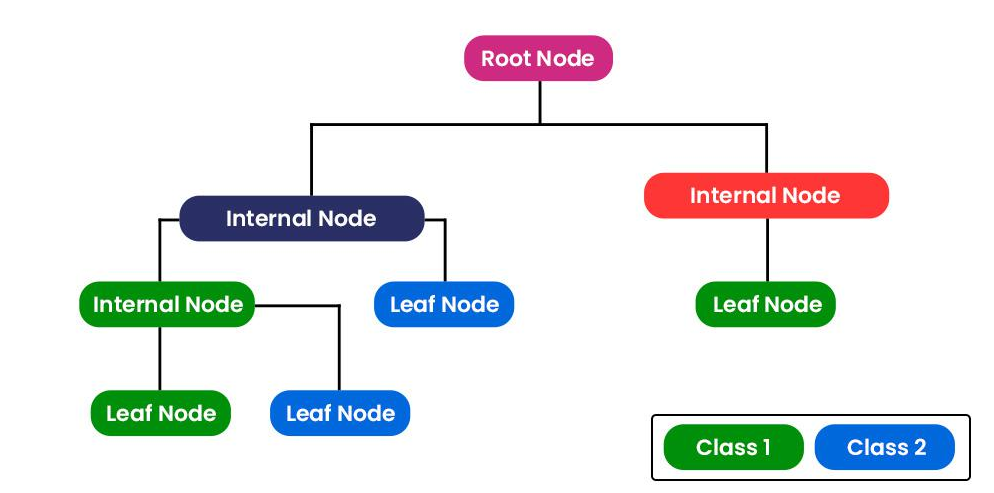 Root Node
Internal Node
Internal Node
Internal Node
Leaf Node
Leaf Node
Leaf Node
Leaf Node
Class 1
Class 2